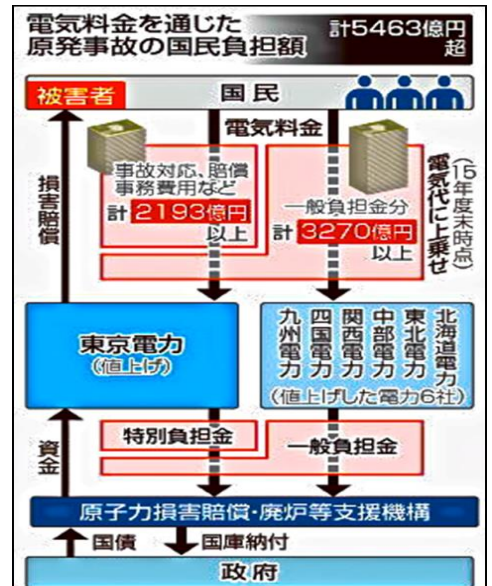 電気料金を通じた
原発事故の国民負担額
計5463億円
超
被害者
国民
電気料金
損害賠償
事故対応、賠償
事務費用など
計2193億円
以上
一般負担金分
計3270億円
以上
電気代に上乗せ
(15年度末時点)
東京電力
(値上げ)
北海道電力
東北電力
中部電力
関西電力
四国電力
九州電力
(値上げした電力6社)
資金
特別負担金
一般負担金
原子力損害賠償・廃炉等支援機構
国債
国庫納付
政府